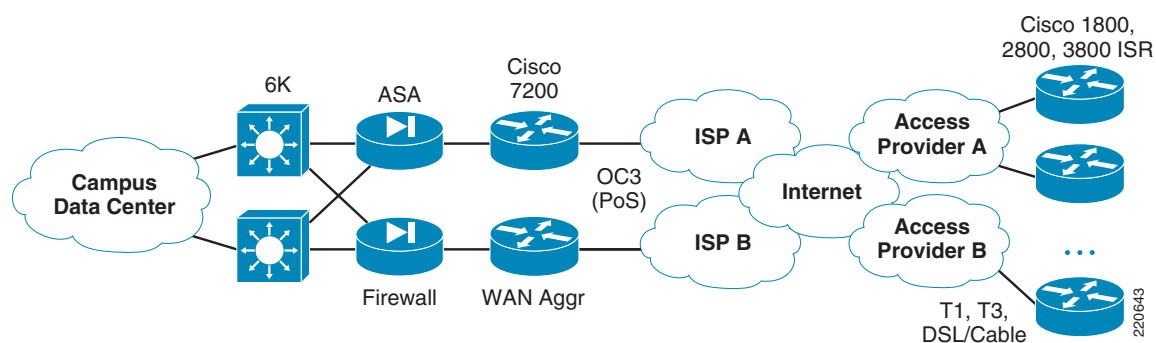 Cisco 1800,
2800, 3800 ISR
6K
ASA
Cisco
7200
Campus
Data Center
ISP A
OC3
(PoS)
ISP B
Internet
Access
Provider A
Access
Provider B
...
Firewall
WAN Aggr
T1, T3,
DSL/Cable
220643